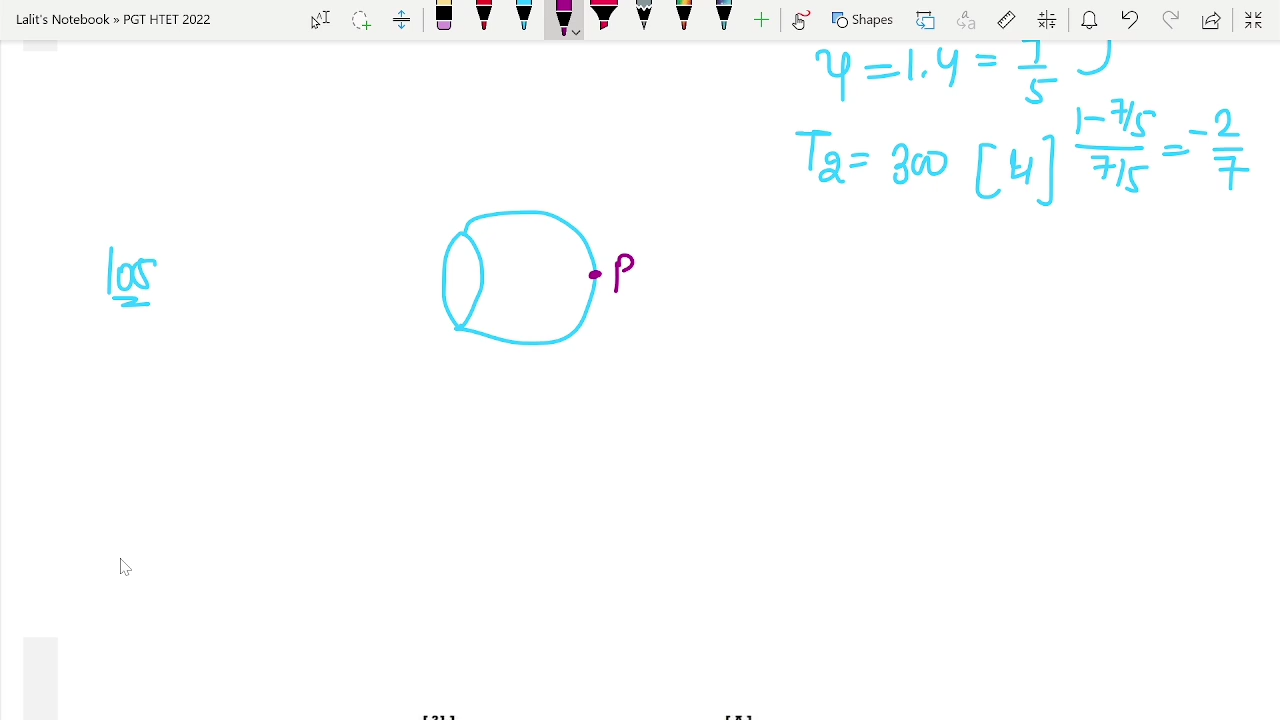 Lalit's Notebook » PGT HTET 2022
Shapes
γ = 1.4 = 7/5
T2 = 300 [4] (1-7/5)/(7/5) = -2/7
105
P